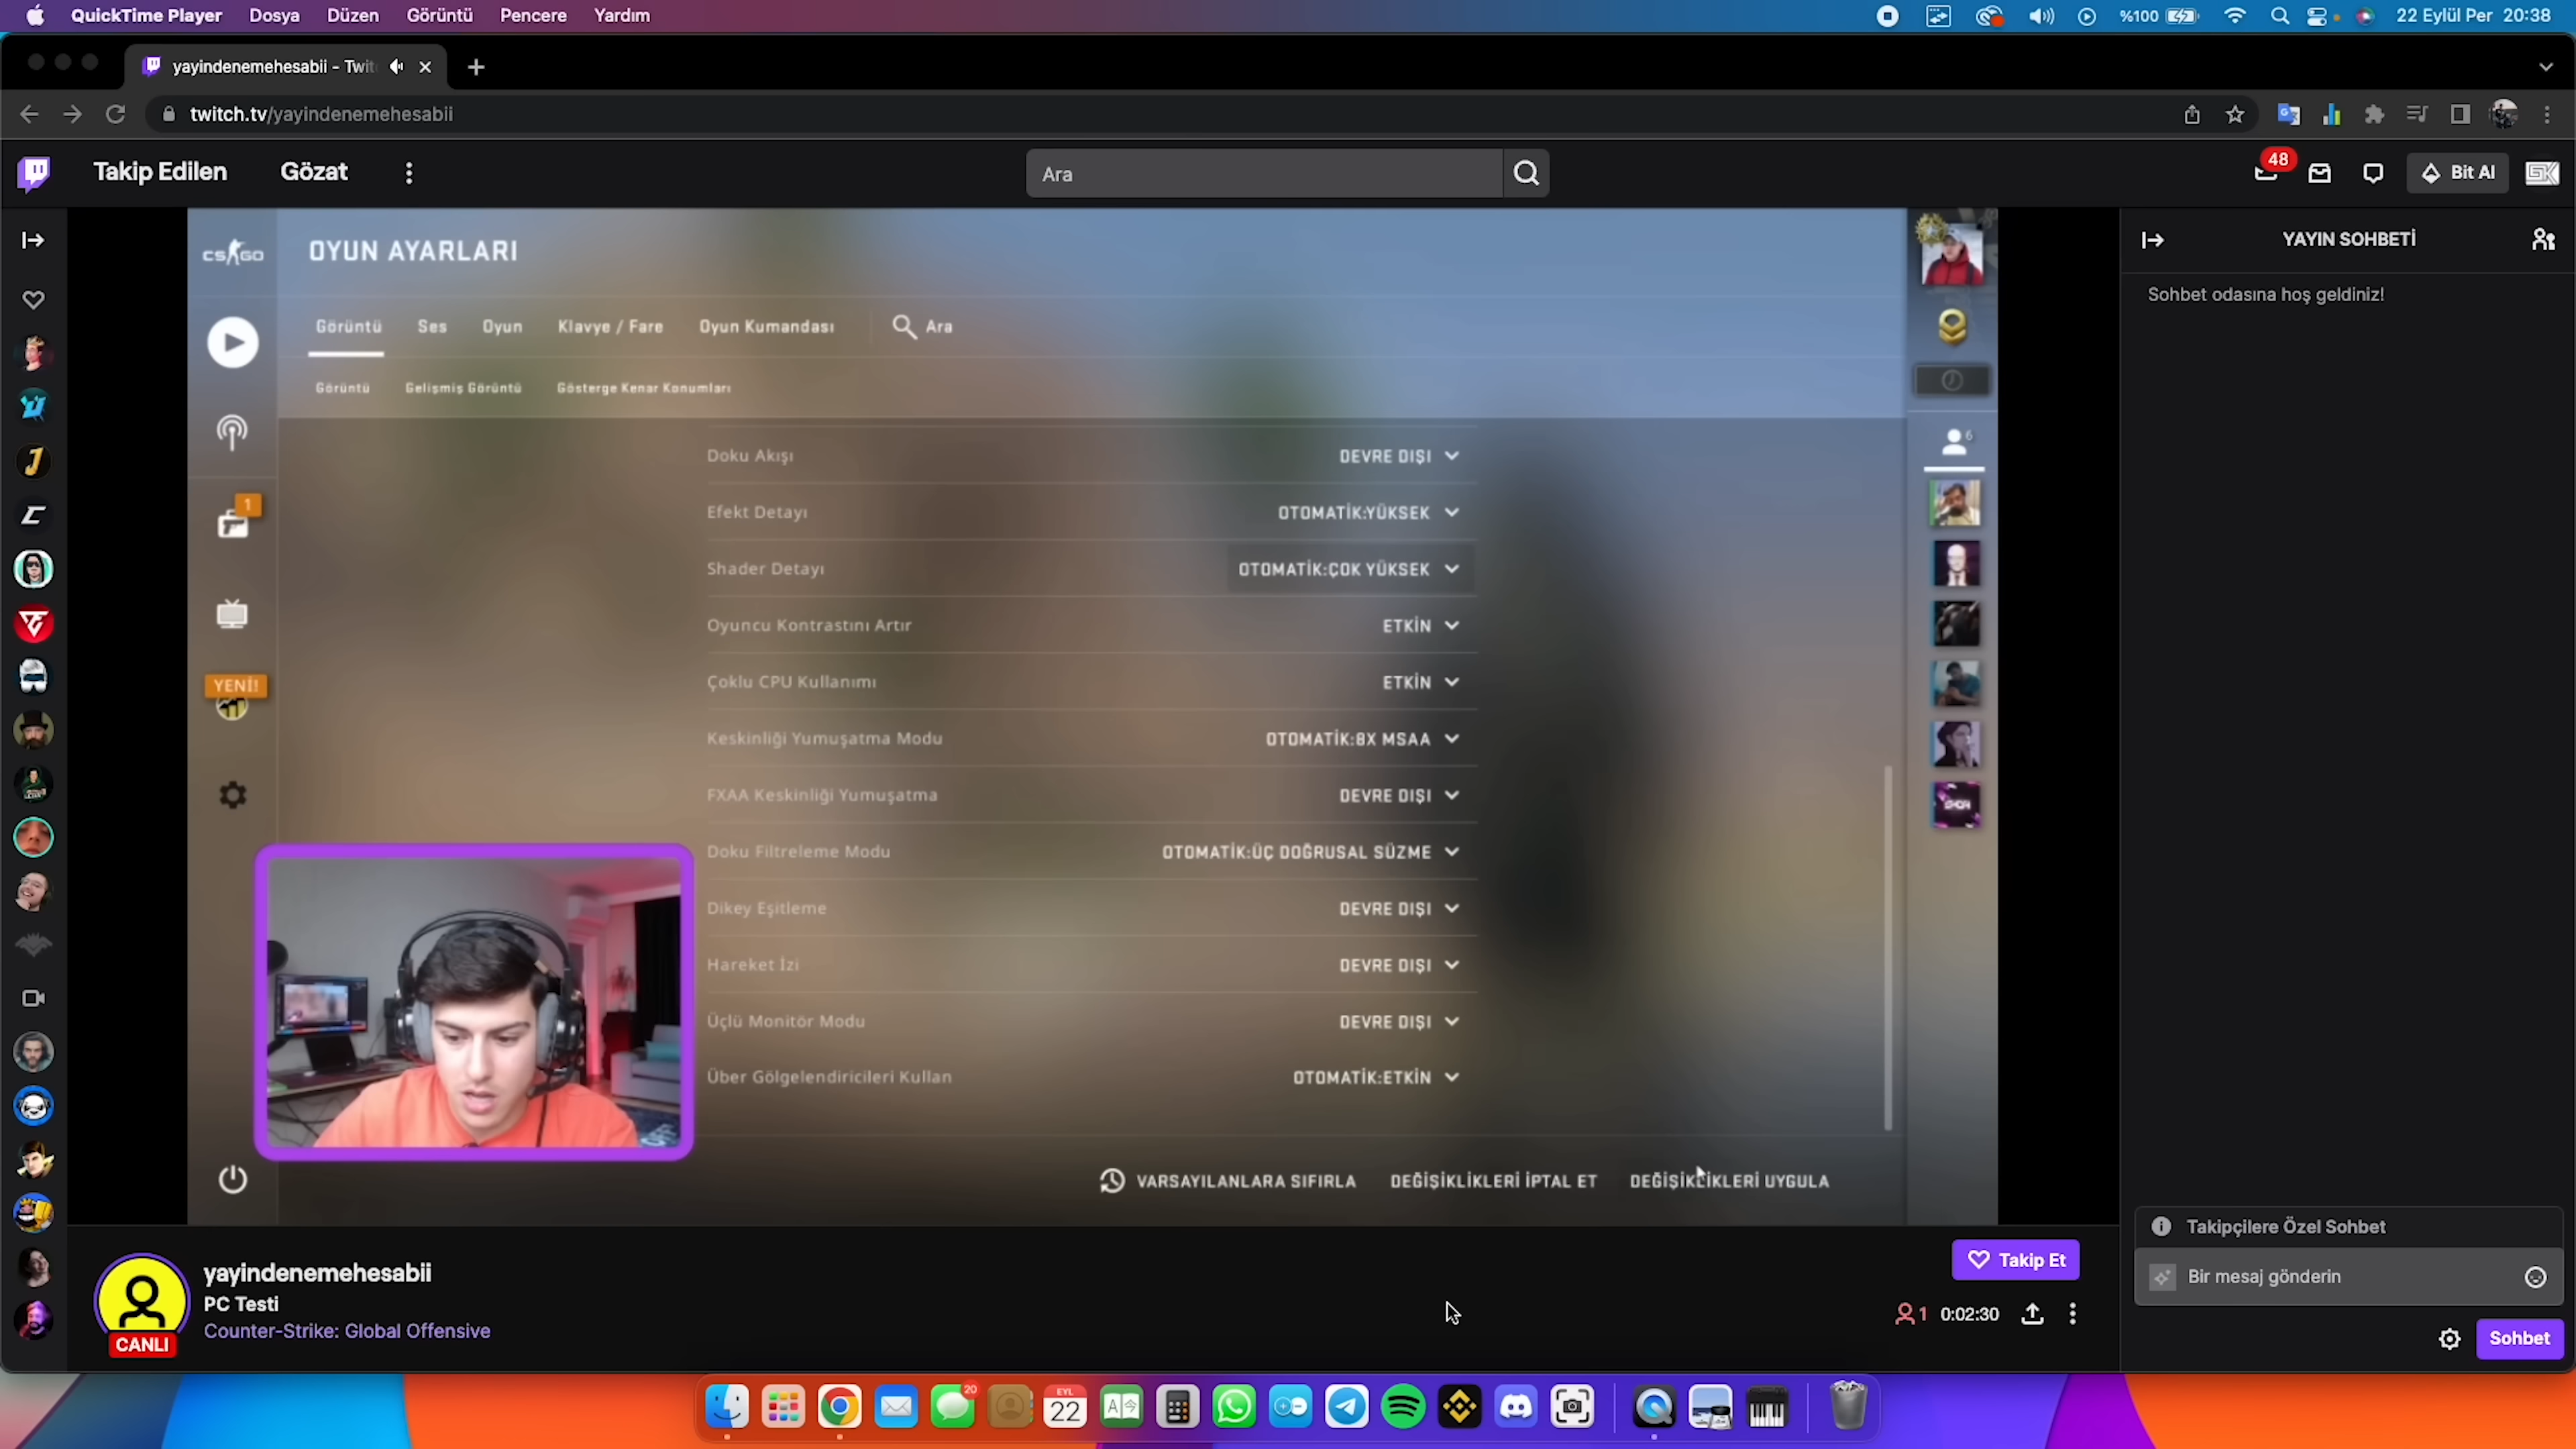 QuickTime Player Dosya Düzen Görüntü Pencere Yardım %100 22 Eylül Per 20:38
yayindenemehesabii - Twit
twitch.tv/yayindenemehesabii
Takip Edilen Gözat Ara 48 Bit Al
CS GO OYUN AYARLARI
Görüntü Ses Oyun Klavye / Fare Oyun Kumandası Ara
Görüntü Gelişmiş Görüntü Gösterge Kenar Konumları
6
Doku Akışı DEVRE DIŞI
1
Efekt Detayı OTOMATİK:YÜKSEK
Shader Detayı OTOMATİK:ÇOK YÜKSEK
Oyuncu Kontrastını Artır ETKİN
Çoklu CPU Kullanımı ETKİN
YENİ!
Keskinliği Yumuşatma Modu OTOMATİK:8X MSAA
FXAA Keskinliği Yumuşatma DEVRE DIŞI
Doku Filtreleme Modu OTOMATİK:ÜÇ DOĞRUSAL SÜZME
Dikey Eşitleme DEVRE DIŞI
Hareket İzi DEVRE DIŞI
Üçlü Monitör Modu DEVRE DIŞI
Über Gölgelendiricileri Kullan OTOMATİK:ETKİN
VARSAYILANLARA SIFIRLA DEĞİŞİKLİKLERİ İPTAL ET DEĞİŞİKLİKLERİ UYGULA
YAYIN SOHBETİ
Sohbet odasına hoş geldiniz!
Takipçilere Özel Sohbet
Bir mesaj gönderin
Sohbet
yayindenemehesabii
PC Testi
Counter-Strike: Global Offensive
CANLI
Takip Et
1 0:02:30
20
EYL
22